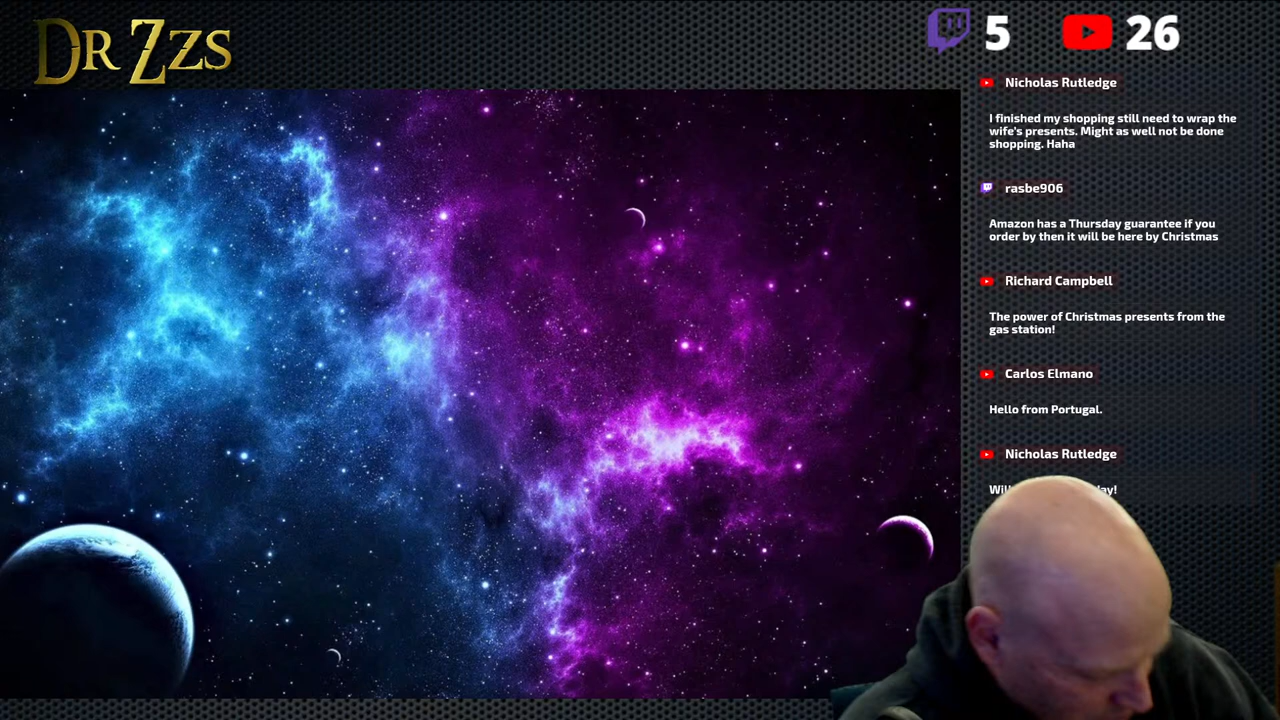 DR ZZS
5
26
Nicholas Rutledge
I finished my shopping still need to wrap the
wife's presents. Might as well not be done
shopping. Haha
rasbe906
Amazon has a Thursday guarantee if you
order by then it will be here by Christmas
Richard Campbell
The power of Christmas presents from the
gas station!
Carlos Elmano
Hello from Portugal.
Nicholas Rutledge